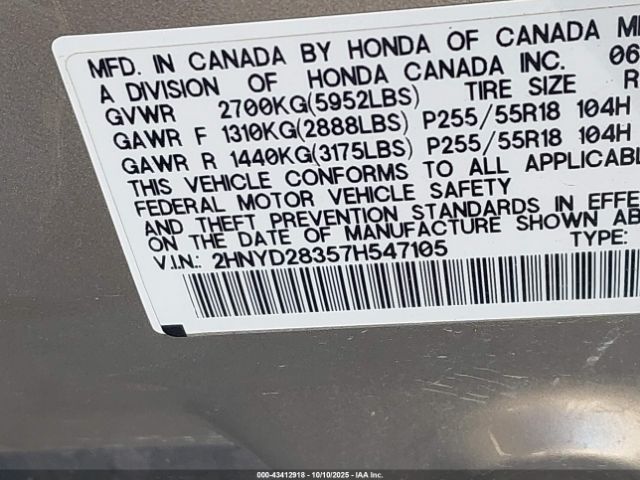 MFD. IN CANADA BY HONDA OF CANADA
A DIVISION OF HONDA CANADA INC. 06
GVWR 2700KG(5952LBS) TIRE SIZE R
GAWR F 1310KG(2888LBS) P255/55R18 104H
GAWR R 1440KG(3175LBS) P255/55R18 104H
THIS VEHICLE CONFORMS TO ALL APPLICABL
FEDERAL MOTOR VEHICLE SAFETY
AND THEFT PREVENTION STANDARDS IN EFFE
ON THE DATE OF MANUFACTURE SHOWN AB
V.I.N: 2HNYD28357H547105 TYPE:
000-43412918 - 10/10/2025 - IAA Inc.